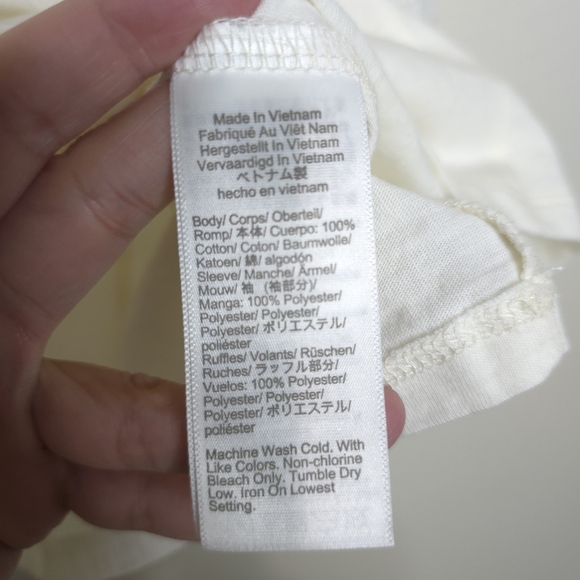 Made In Vietnam
Fabriqué Au Viêt Nam
Hergestellt In Vietnam
Vervaardigd In Vietnam
ベトナム製
hecho en vietnam
Body/ Corps/ Oberteil/
Romp/ 本体/ Cuerpo: 100%
Cotton/ Coton/ Baumwolle/
Katoen/ 綿/ algodón
Sleeve/ Manche/ Ärmel/
Mouw/ 袖 (袖部分)/
Manga: 100% Polyester/
Polyester/ Polyester/
Polyester/ ポリエステル/
poliéster
Ruffles/ Volants/ Rüschen/
Ruches/ ラッフル部分/
Vuelos: 100% Polyester/
Polyester/ Polyester/
Polyester/ ポリエステル/
poliéster
Machine Wash Cold. With
Like Colors. Non-chlorine
Bleach Only. Tumble Dry
Low. Iron On Lowest
Setting.